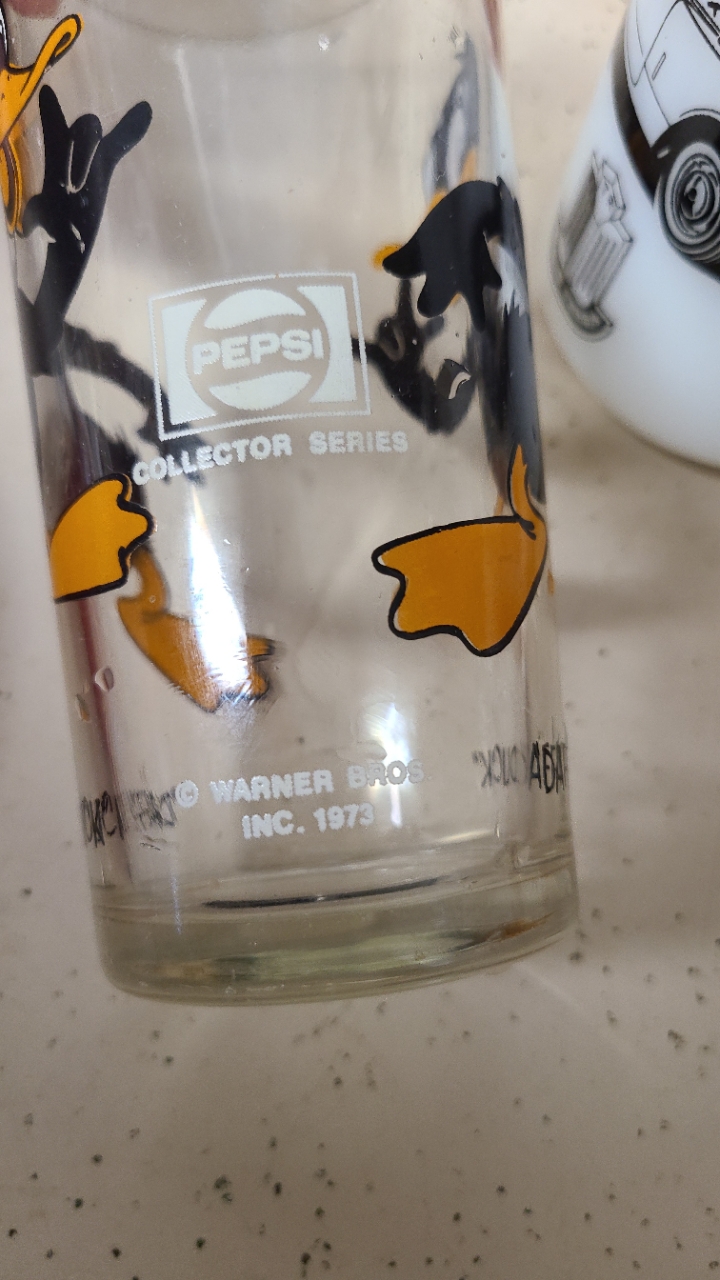 PEPSI
COLLECTOR SERIES
© WARNER BROS.
INC. 1973